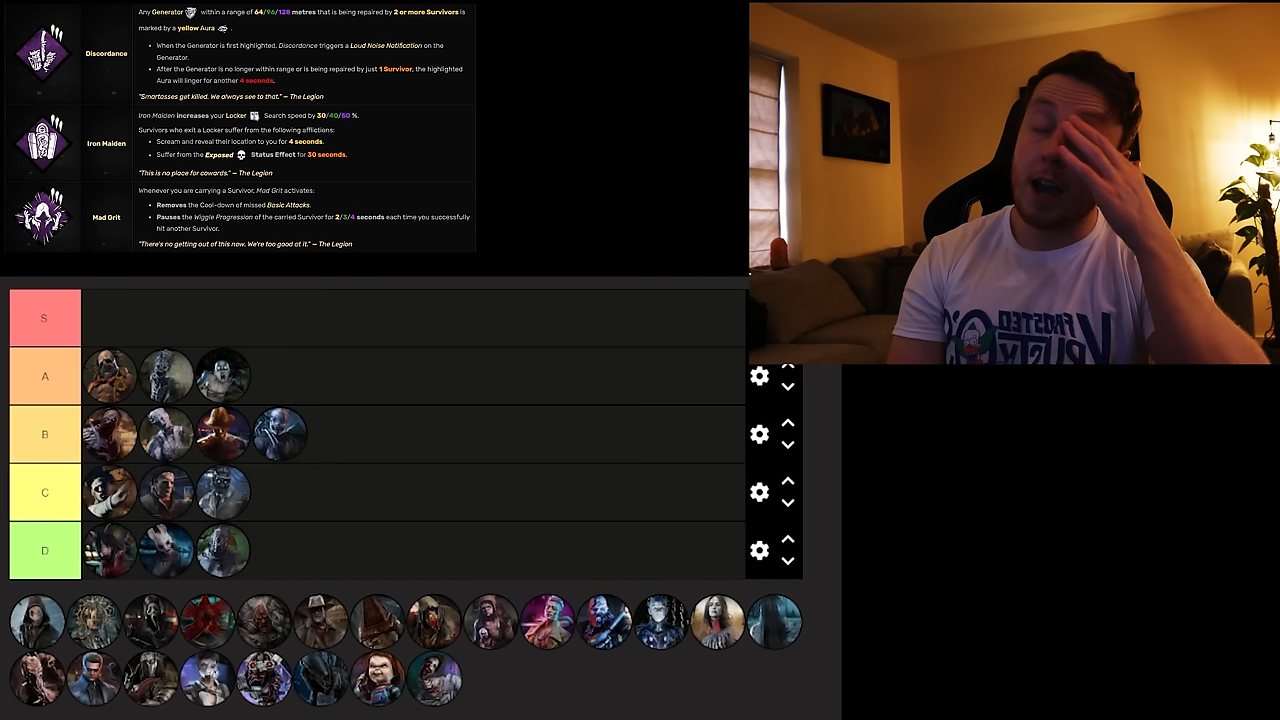 Any Generator within a range of 64/96/128 metres that is being repaired by 2 or more Survivors is
marked by a yellow Aura .
Discordance
• When the Generator is first highlighted, Discordance triggers a Loud Noise Notification on the
Generator.
• After the Generator is no longer within range or is being repaired by just 1 Survivor, the highlighted
Aura will linger for another 4 seconds.
"Smartasses get killed. We always see to that." — The Legion
Iron Maiden increases your Locker Search speed by 30/40/50 %.
Survivors who exit a Locker suffer from the following afflictions:
Iron Maiden
• Scream and reveal their location to you for 4 seconds.
• Suffer from the Exposed Status Effect for 30 seconds.
"This is no place for cowards." — The Legion
Whenever you are carrying a Survivor, Mad Grit activates:
• Removes the Cool-down of missed Basic Attacks.
Mad Grit
• Pauses the Wiggle Progression of the carried Survivor for 2/3/4 seconds each time you successfully
hit another Survivor.
"There's no getting out of this now. We're too good at it." — The Legion
FROSTED
KRUSTY
S
A
B
C
D